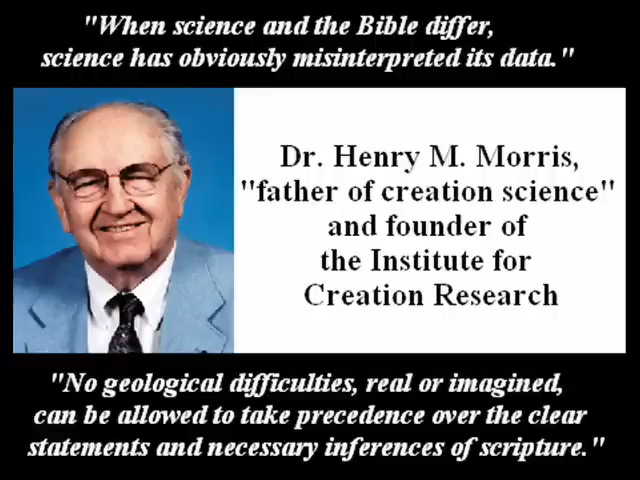 "When science and the Bible differ,
science has obviously misinterpreted its data."
Dr. Henry M. Morris,
"father of creation science"
and founder of
the Institute for
Creation Research
"No geological difficulties, real or imagined,
can be allowed to take precedence over the clear
statements and necessary inferences of scripture."